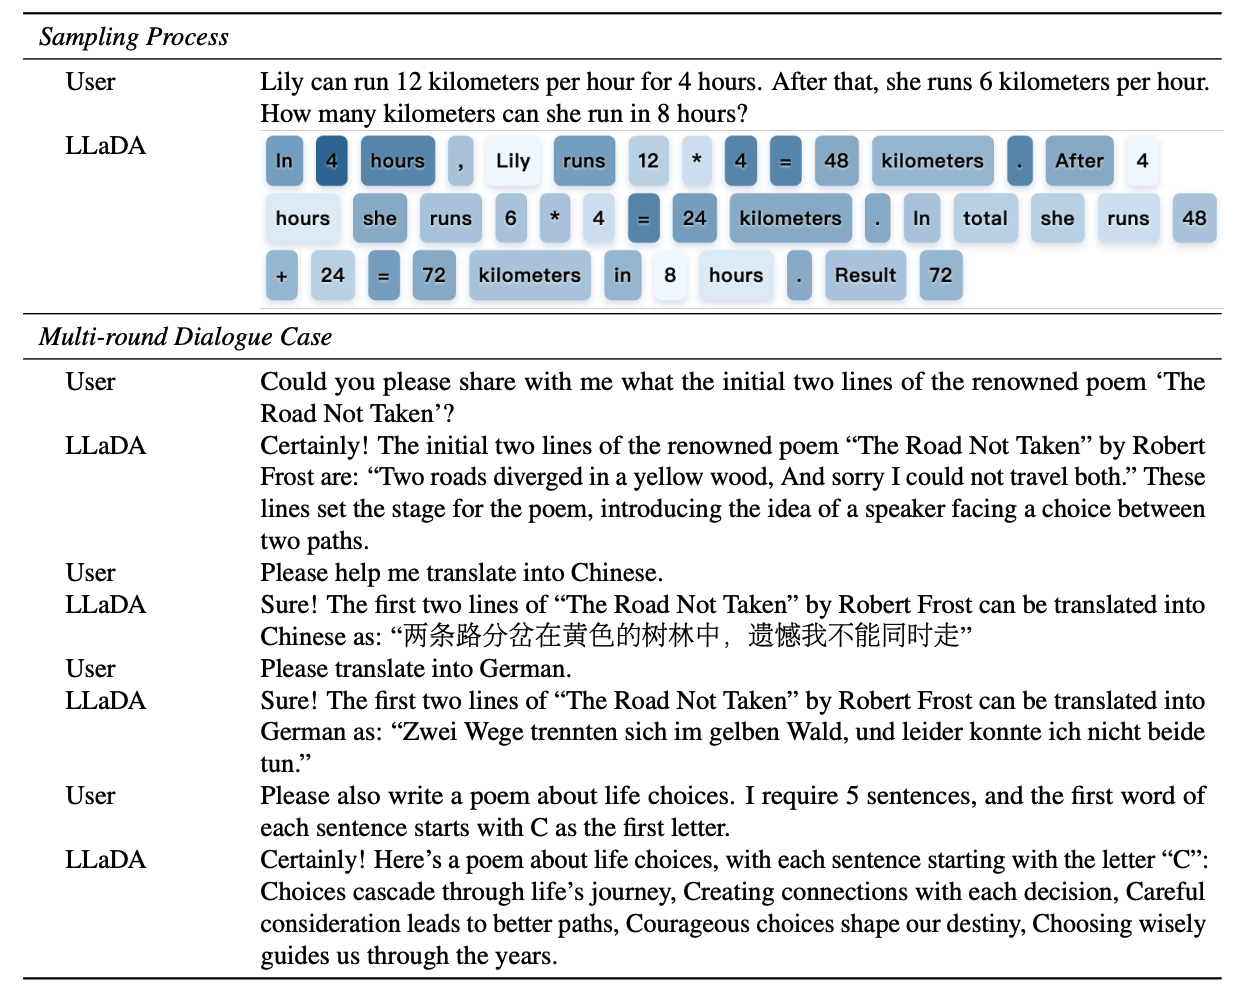 Sampling Process
User Lily can run 12 kilometers per hour for 4 hours. After that, she runs 6 kilometers per hour.
How many kilometers can she run in 8 hours?
LLaDA In 4 hours , Lily runs 12 * 4 = 48 kilometers . After 4
hours she runs 6 * 4 = 24 kilometers . In total she runs 48
+ 24 = 72 kilometers in 8 hours . Result 72
Multi-round Dialogue Case
User Could you please share with me what the initial two lines of the renowned poem ‘The
Road Not Taken’?
LLaDA Certainly! The initial two lines of the renowned poem “The Road Not Taken” by Robert
Frost are: “Two roads diverged in a yellow wood, And sorry I could not travel both.” These
lines set the stage for the poem, introducing the idea of a speaker facing a choice between
two paths.
User Please help me translate into Chinese.
LLaDA Sure! The first two lines of “The Road Not Taken” by Robert Frost can be translated into
Chinese as: “两条路分岔在黄色的树林中，遗憾我不能同时走”
User Please translate into German.
LLaDA Sure! The first two lines of “The Road Not Taken” by Robert Frost can be translated into
German as: “Zwei Wege trennten sich im gelben Wald, und leider konnte ich nicht beide
tun.”
User Please also write a poem about life choices. I require 5 sentences, and the first word of
each sentence starts with C as the first letter.
LLaDA Certainly! Here’s a poem about life choices, with each sentence starting with the letter “C”:
Choices cascade through life’s journey, Creating connections with each decision, Careful
consideration leads to better paths, Courageous choices shape our destiny, Choosing wisely
guides us through the years.